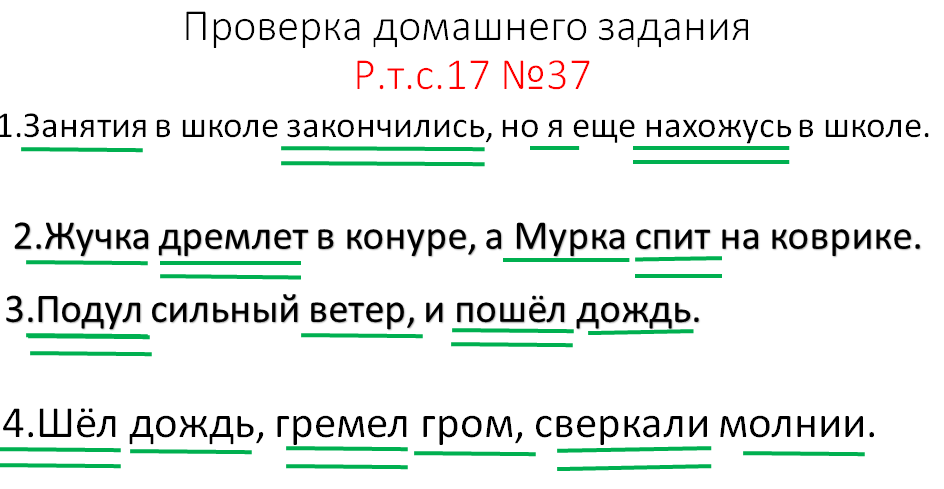 Проверка домашнего задания
Р.т.с.17 №37
1.Занятия в школе закончились, но я еще нахожусь в школе.
2.Жучка дремлет в конуре, а Мурка спит на коврике.
3.Подул сильный ветер, и пошёл дождь.
4.Шёл дождь, гремел гром, сверкали молнии.